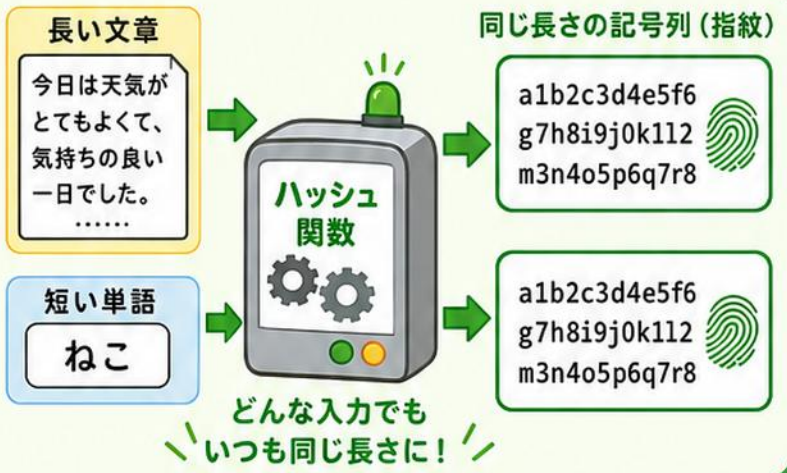 長い文章
今日は天気が
とてもよくて、
気持ちの良い
一日でした。
……
短い単語
ねこ
ハッシュ
関数
同じ長さの記号列(指紋)
a1b2c3d4e5f6
g7h8i9j0k1l2
m3n4o5p6q7r8
a1b2c3d4e5f6
g7h8i9j0k1l2
m3n4o5p6q7r8
どんな入力でも
いつも同じ長さに!